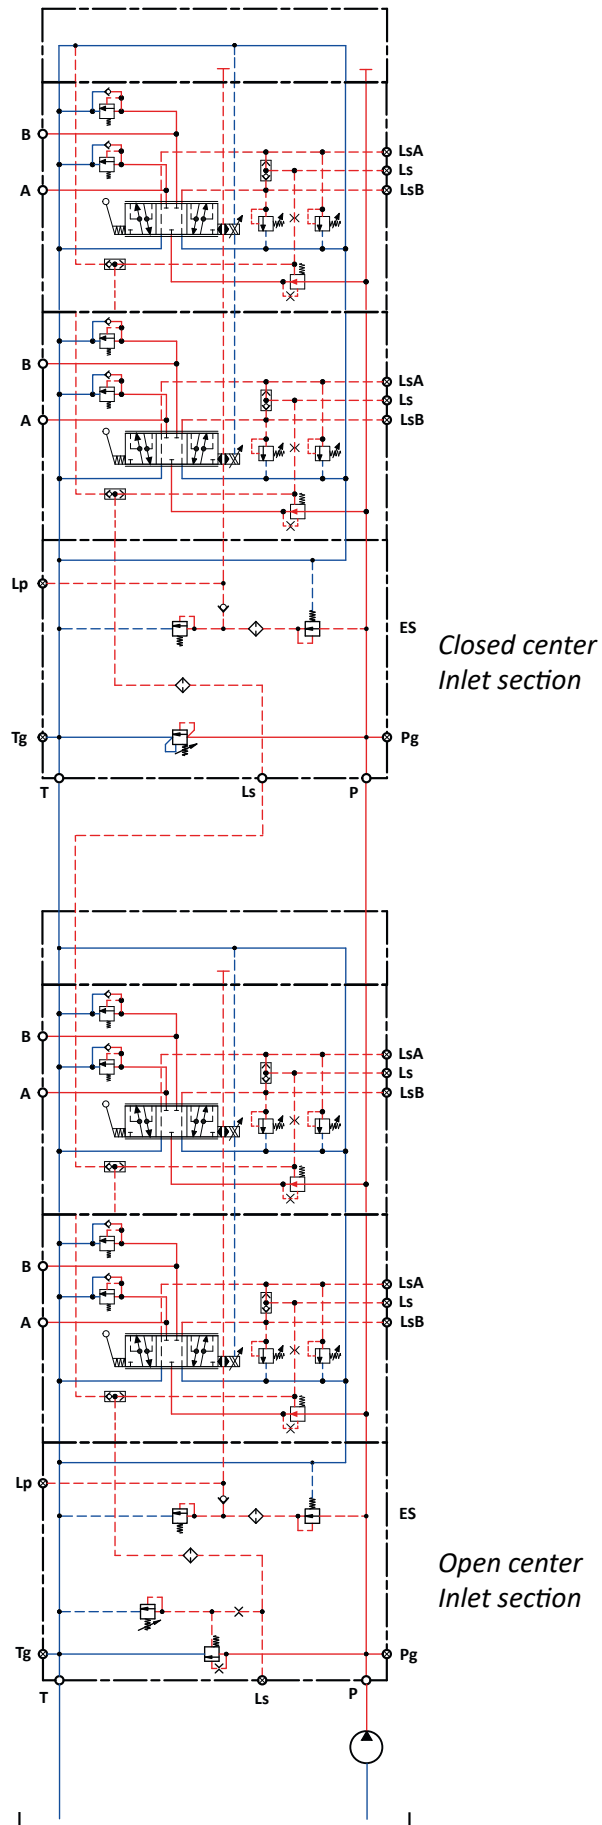 B
LsA
Ls
A
LsB
B
LsA
Ls
A
LsB
Lp
ES
Closed center
Inlet section
Tg
Pg
T
Ls
P
B
LsA
Ls
A
LsB
B
LsA
Ls
A
LsB
Lp
ES
Open center
Inlet section
Tg
Pg
T
Ls
P